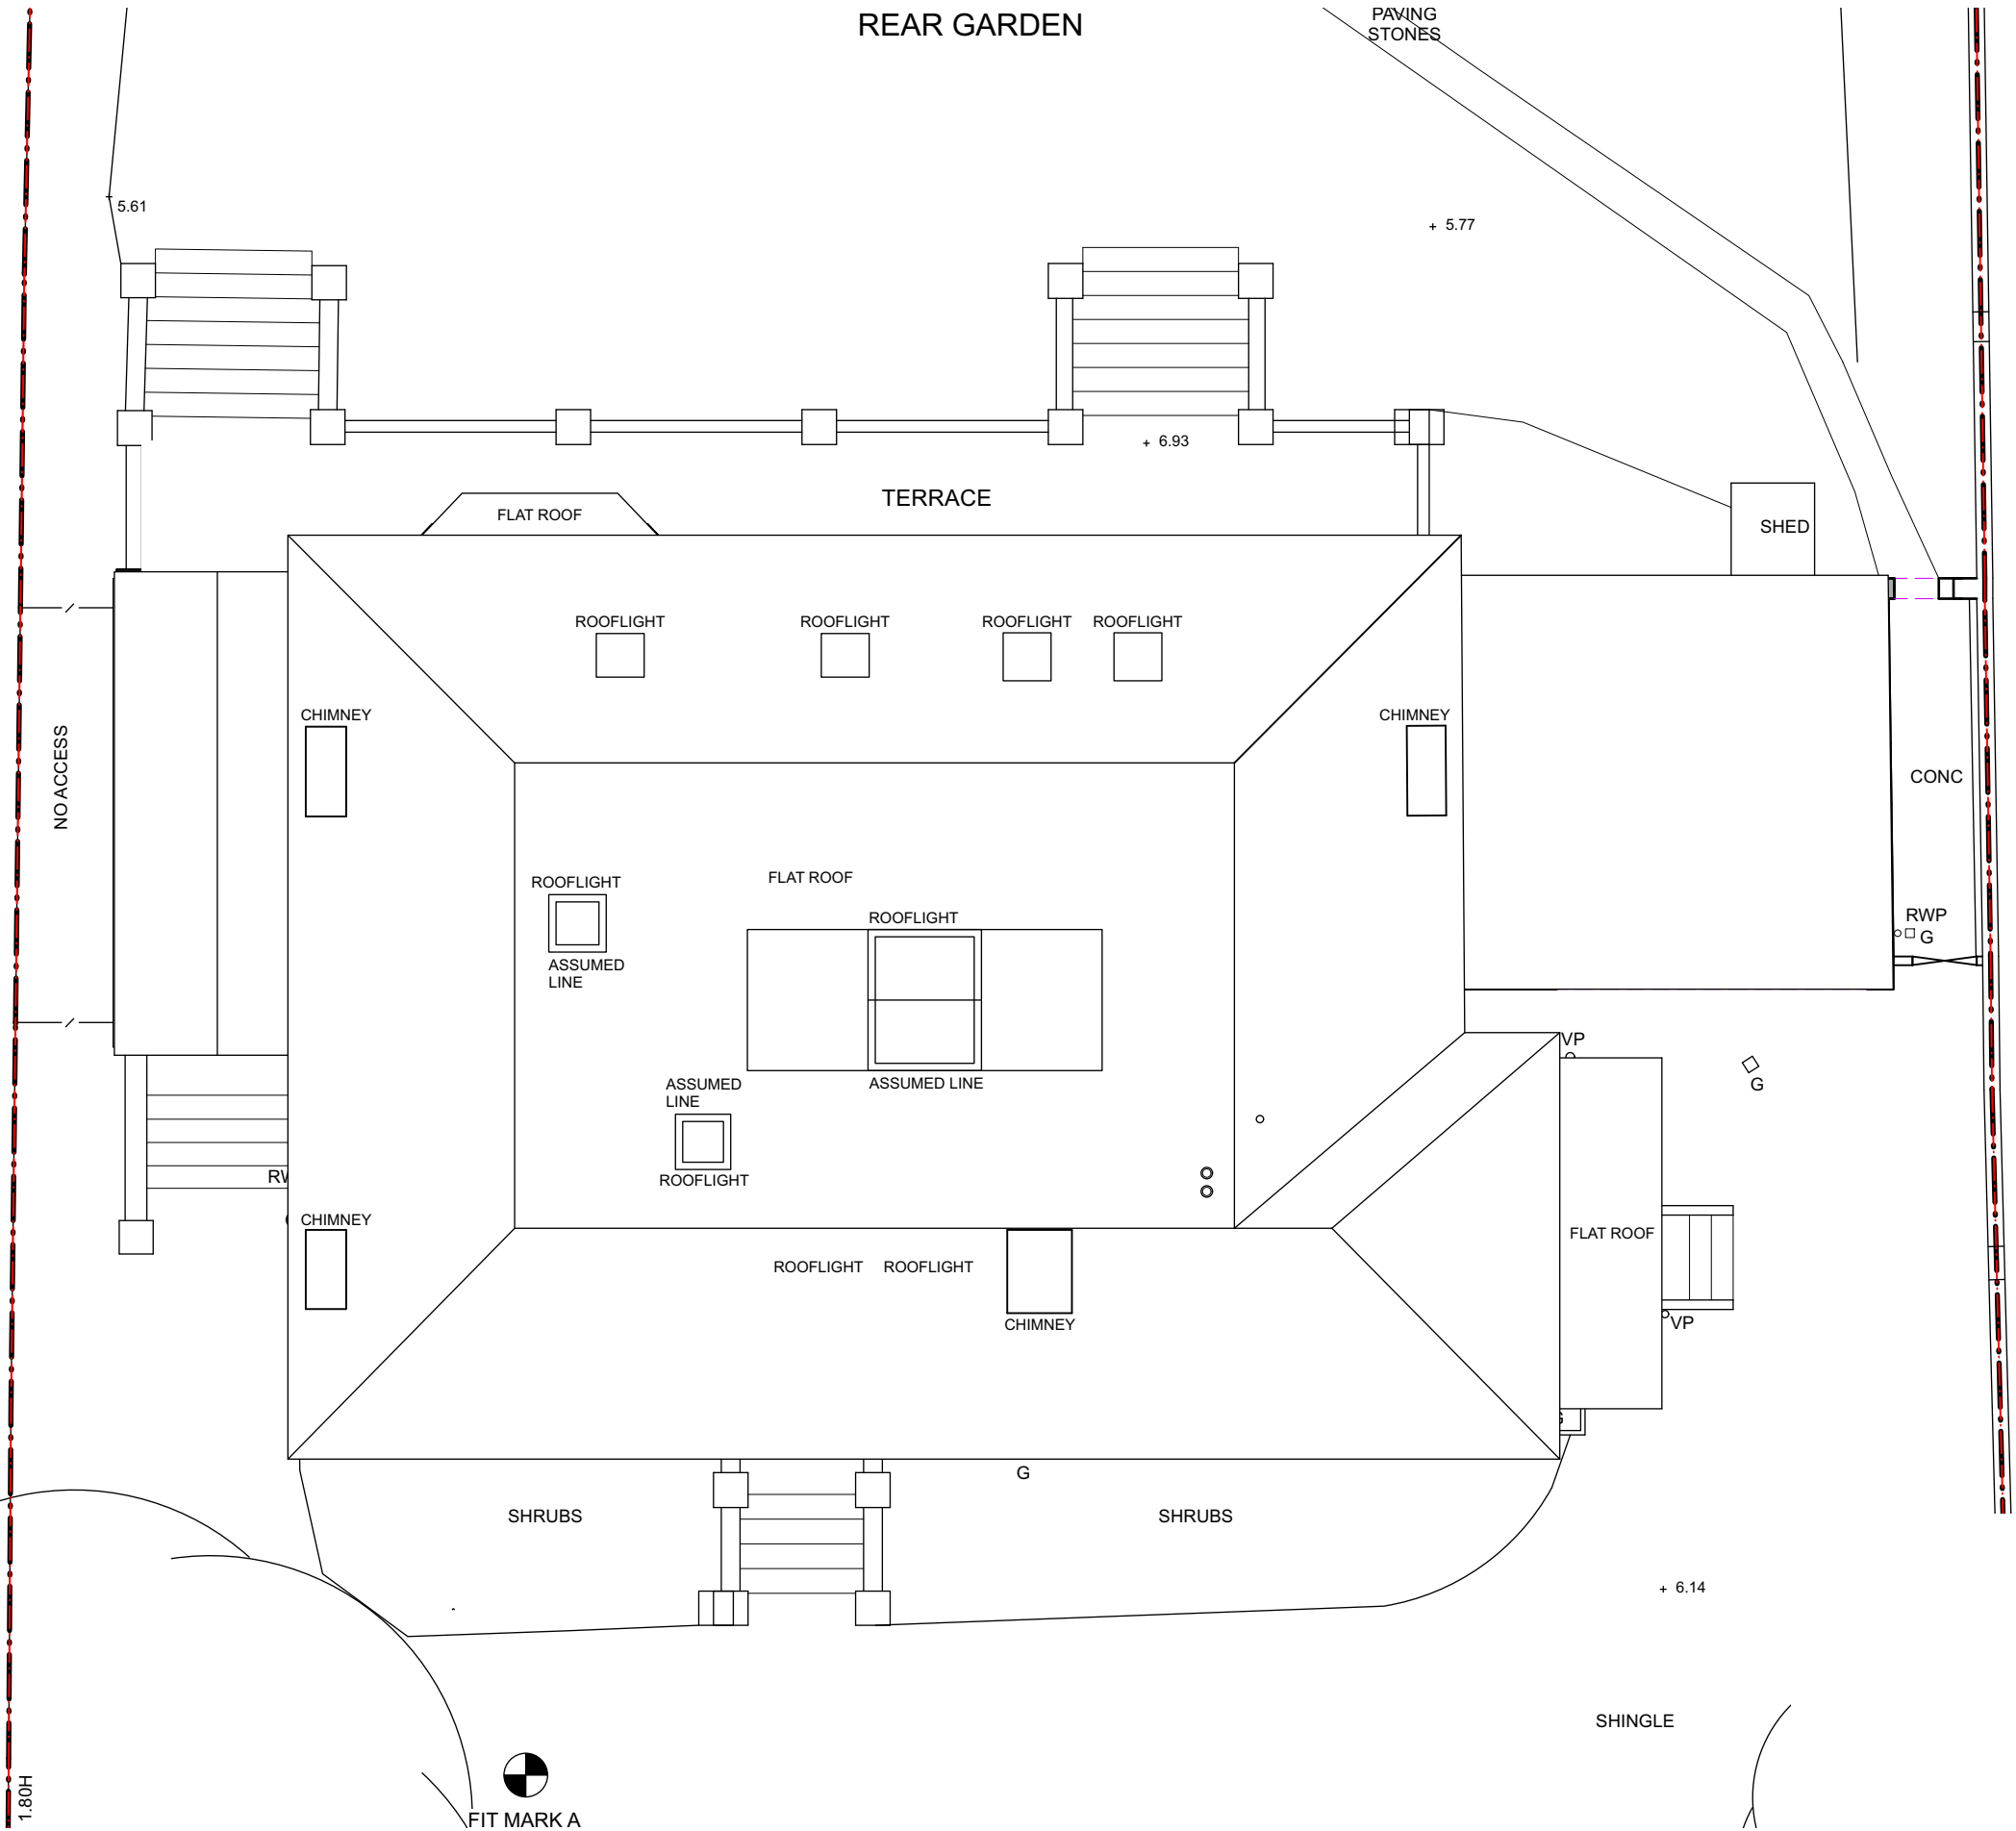 REAR GARDEN
PAVING
STONES
5.61
5.77
6.93
TERRACE
FLAT ROOF
SHED
ROOFLIGHT
ROOFLIGHT
ROOFLIGHT
ROOFLIGHT
CHIMNEY
CHIMNEY
NO ACCESS
CONC
FLAT ROOF
ROOFLIGHT
ROOFLIGHT
RWP
G
ASSUMED
LINE
VP
G
ASSUMED
LINE
ASSUMED LINE
ROOFLIGHT
CHIMNEY
FLAT ROOF
ROOFLIGHT
ROOFLIGHT
CHIMNEY
VP
G
SHRUBS
SHRUBS
6.14
SHINGLE
1.80H
FIT MARK A